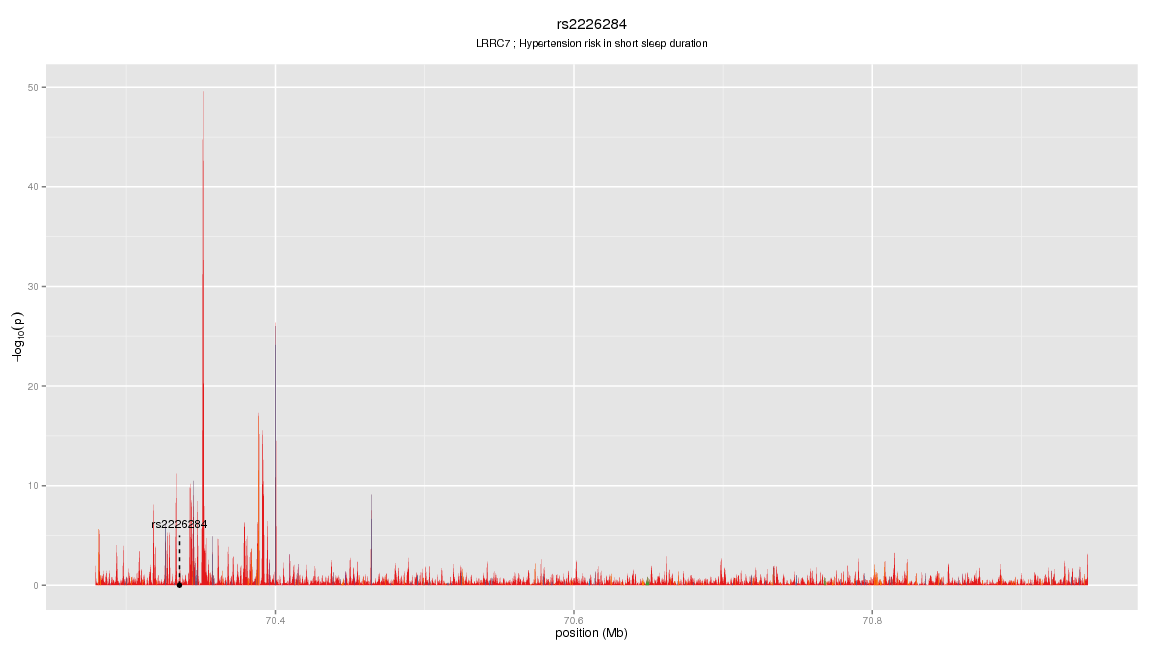 rs2226284
LRRC7 ; Hypertension risk in short sleep duration
50
40
30
20
10
0
−log10(p)
rs2226284
70.4
70.6
70.8
position (Mb)